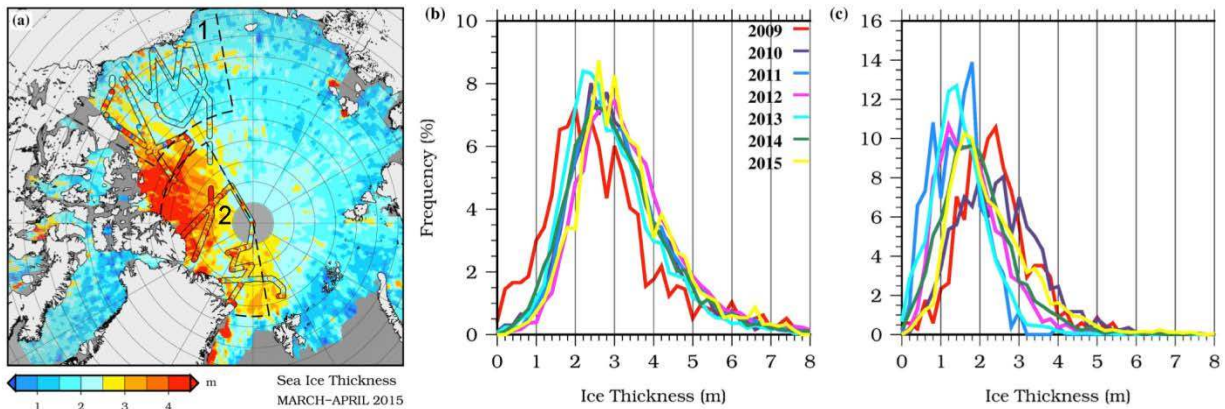 (a)
1
2
m
1 2 3 4
Sea Ice Thickness
MARCH-APRIL 2015
(b)
10
8
6
4
2
0
Frequency (%)
0 1 2 3 4 5 6 7 8
Ice Thickness (m)
2009
2010
2011
2012
2013
2014
2015
(c)
16
14
12
10
8
6
4
2
0
0 1 2 3 4 5 6 7 8
Ice Thickness (m)